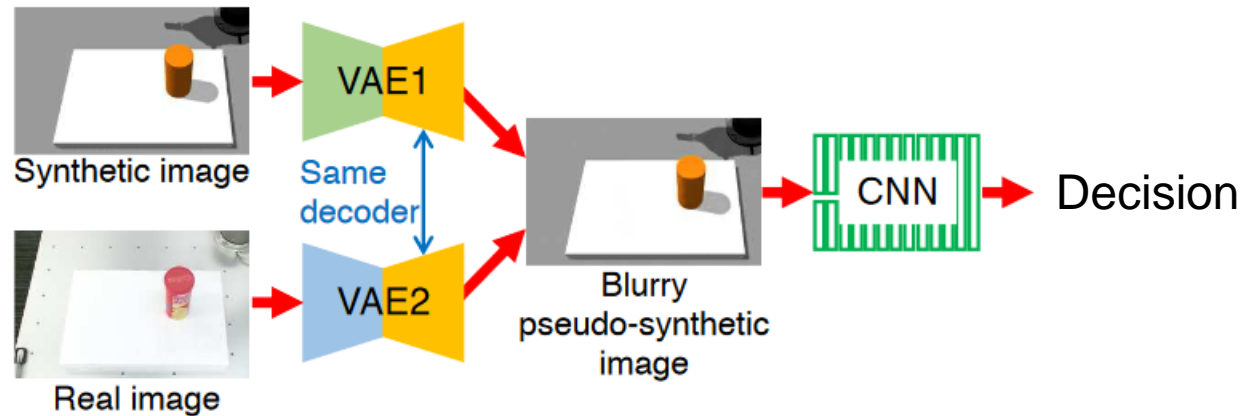 Synthetic image
VAE1
Same
decoder
VAE2
Real image
Blurry
pseudo-synthetic
image
CNN
Decision